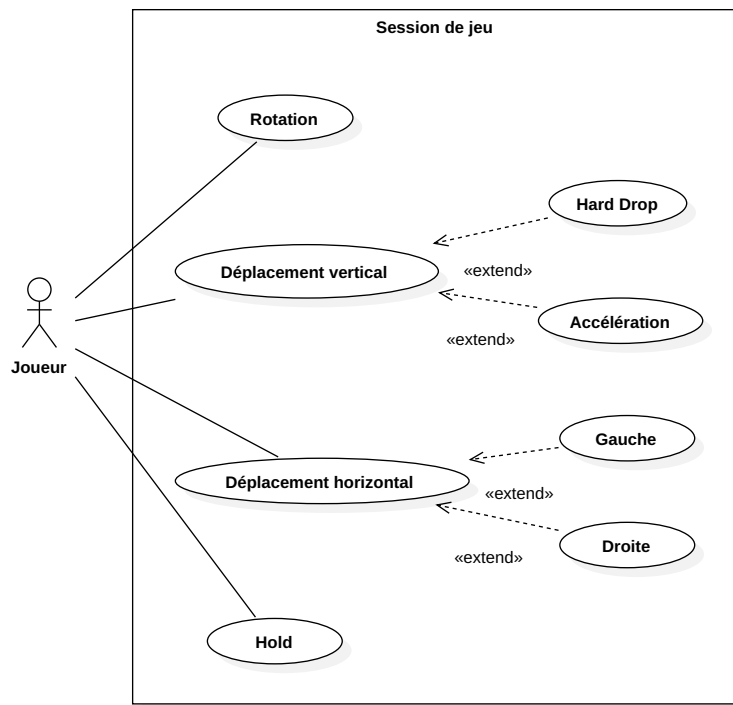 Session de jeu
Rotation
Hard Drop
Déplacement vertical
«extend»
Accélération
«extend»
Joueur
Gauche
Déplacement horizontal
«extend»
Droite
«extend»
Hold